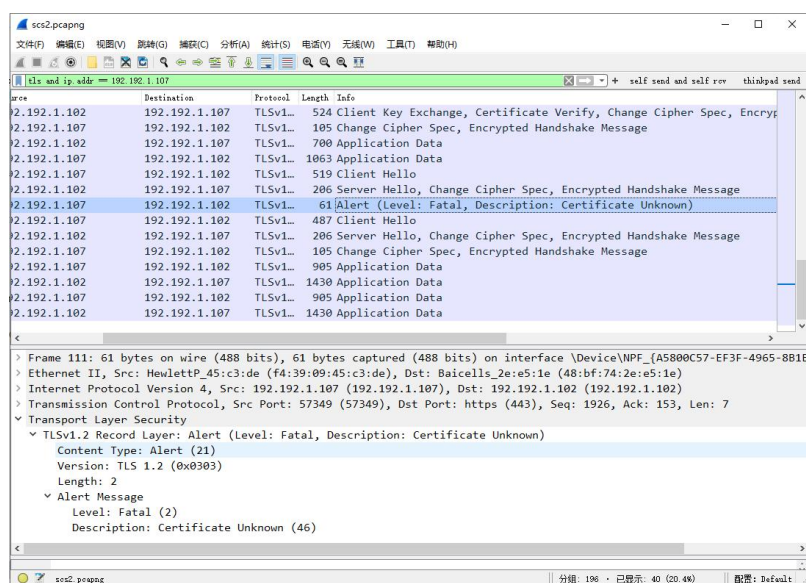 scs2.pcapng
文件(F) 编辑(E) 视图(V) 跳转(G) 捕获(C) 分析(A) 统计(S) 电话(Y) 无线(W) 工具(T) 帮助(H)
tls and ip.addr == 192.192.1.107 + self send and self rcv thinkpad send
urce Destination Protocol Length Info
92.192.1.102 192.192.1.107 TLSv1… 524 Client Key Exchange, Certificate Verify, Change Cipher Spec, Encryp
92.192.1.107 192.192.1.102 TLSv1… 105 Change Cipher Spec, Encrypted Handshake Message
92.192.1.102 192.192.1.107 TLSv1… 700 Application Data
92.192.1.107 192.192.1.102 TLSv1… 1063 Application Data
92.192.1.107 192.192.1.102 TLSv1… 519 Client Hello
92.192.1.102 192.192.1.107 TLSv1… 206 Server Hello, Change Cipher Spec, Encrypted Handshake Message
92.192.1.107 192.192.1.102 TLSv1… 61 Alert (Level: Fatal, Description: Certificate Unknown)
92.192.1.107 192.192.1.102 TLSv1… 487 Client Hello
92.192.1.102 192.192.1.107 TLSv1… 206 Server Hello, Change Cipher Spec, Encrypted Handshake Message
92.192.1.107 192.192.1.102 TLSv1… 105 Change Cipher Spec, Encrypted Handshake Message
92.192.1.107 192.192.1.102 TLSv1… 905 Application Data
92.192.1.102 192.192.1.107 TLSv1… 1430 Application Data
92.192.1.107 192.192.1.102 TLSv1… 905 Application Data
92.192.1.102 192.192.1.107 TLSv1… 1430 Application Data
Frame 111: 61 bytes on wire (488 bits), 61 bytes captured (488 bits) on interface \Device\NPF_{A5800C57-EF3F-4965-8B1E
Ethernet II, Src: HewlettP_45:c3:de (f4:39:09:45:c3:de), Dst: Baicells_2e:e5:1e (48:bf:74:2e:e5:1e)
Internet Protocol Version 4, Src: 192.192.1.107 (192.192.1.107), Dst: 192.192.1.102 (192.192.1.102)
Transmission Control Protocol, Src Port: 57349 (57349), Dst Port: https (443), Seq: 1926, Ack: 153, Len: 7
Transport Layer Security
TLSv1.2 Record Layer: Alert (Level: Fatal, Description: Certificate Unknown)
Content Type: Alert (21)
Version: TLS 1.2 (0x0303)
Length: 2
Alert Message
Level: Fatal (2)
Description: Certificate Unknown (46)
scs2.pcapng 分组: 196 · 已显示: 40 (20.4%) 配置: Default